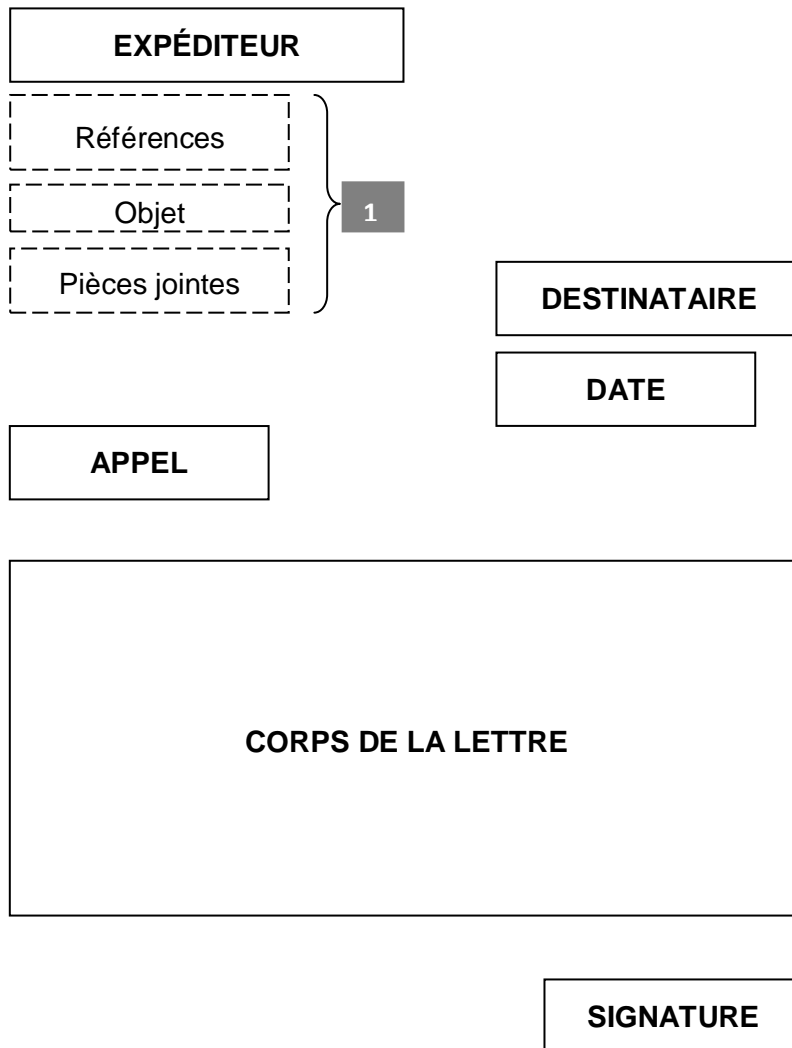 EXPÉDITEUR
Références
Objet
1
Pièces jointes
DESTINATAIRE
DATE
APPEL
CORPS DE LA LETTRE
SIGNATURE